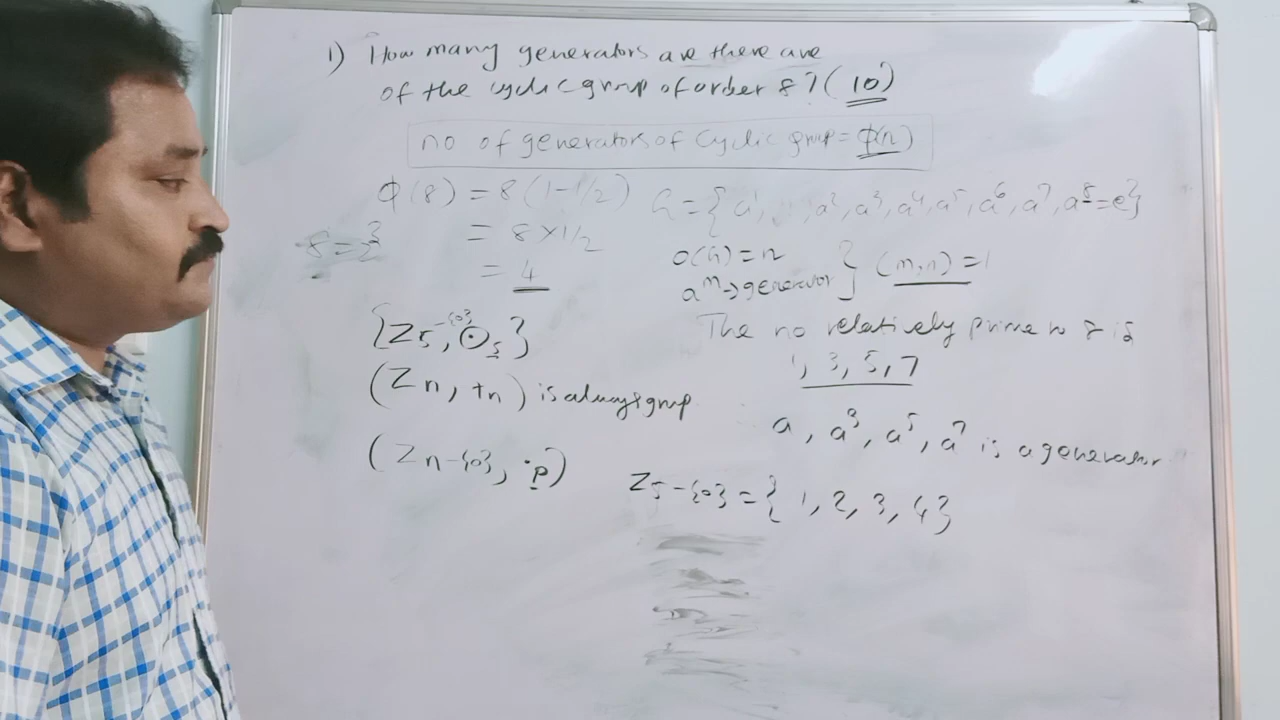 1) How many generators are there are
of the cyclic group of order 8 ? (10)
no of generators of cyclic group = ϕ(n)
ϕ(8) = 8(1-1/2)
8 = 2³
= 8×1/2
= 4
G = { a¹, a², a³, a⁴, a⁵, a⁶, a⁷, a⁸=e}
o(G) = n
aᵐ → generator } (m,n) = 1
The no relatively prime to 8 is
1, 3, 5, 7
a, a³, a⁵, a⁷ is a generator
{Z₅-{0}, ⊙₅}
(Zn, +n) is always group
(Zn-{0}, ·p)
Z₅-{0} = { 1, 2, 3, 4}